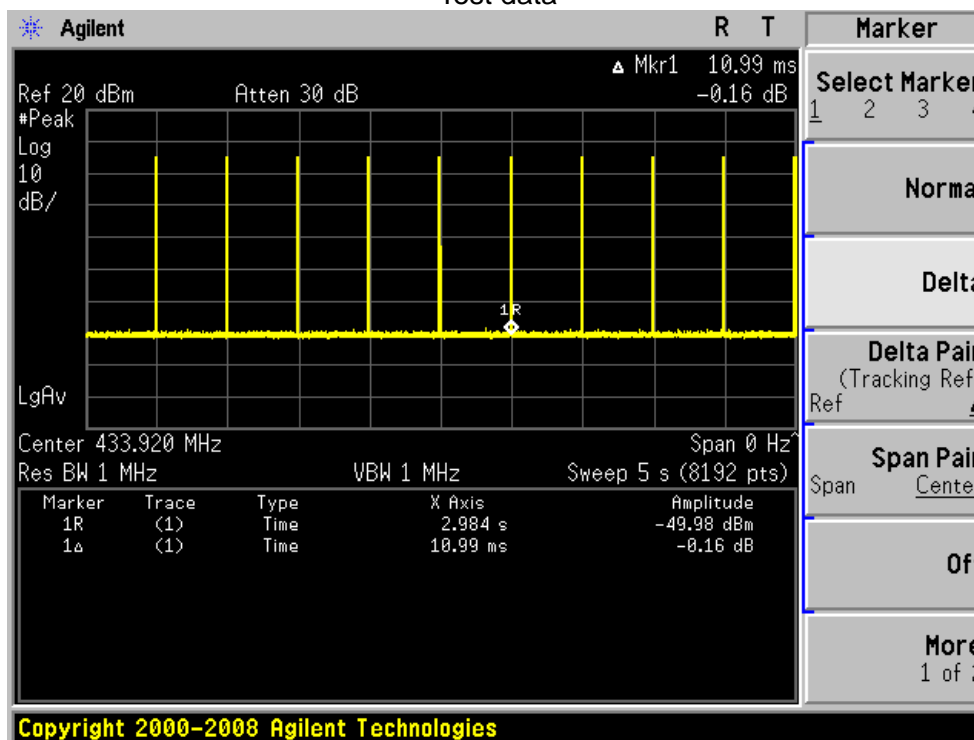 Agilent R T Marker
Δ Mkr1 10.99 ms
Ref 20 dBm Atten 30 dB -0.16 dB
#Peak
Log
10
dB/
1R
LgAv
Center 433.920 MHz Span 0 Hz^
Res BW 1 MHz VBW 1 MHz Sweep 5 s (8192 pts)
Marker Trace Type X Axis Amplitude
1R (1) Time 2.984 s -49.98 dBm
1Δ (1) Time 10.99 ms -0.16 dB
Select Marker
1 2 3
Norma
Delta
Delta Pair
(Tracking Ref
Ref
Span Pair
Span Center
Of
More
1 of 2
Copyright 2000-2008 Agilent Technologies